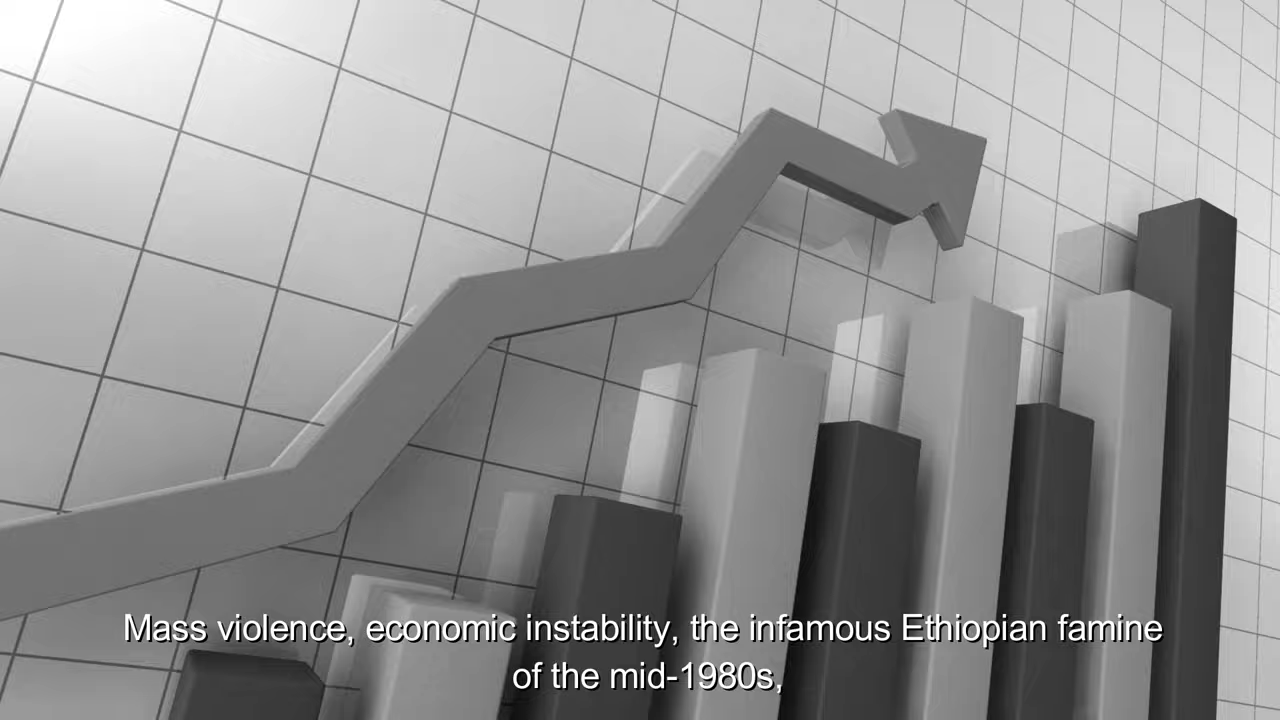 Mass violence, economic instability, the infamous Ethiopian famine
of the mid-1980s,